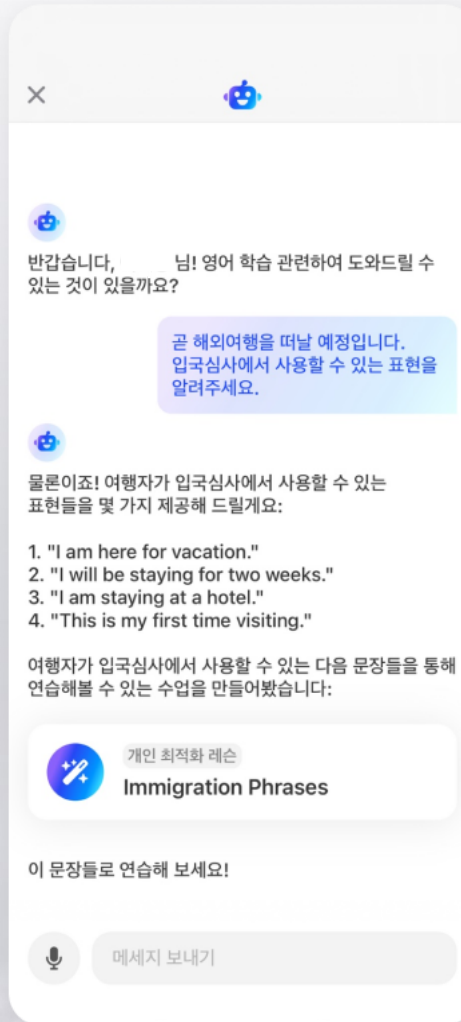 반갑습니다, 님! 영어 학습 관련하여 도와드릴 수
있는 것이 있을까요?
곧 해외여행을 떠날 예정입니다.
입국심사에서 사용할 수 있는 표현을
알려주세요.
물론이죠! 여행자가 입국심사에서 사용할 수 있는
표현들을 몇 가지 제공해 드릴게요:
1. "I am here for vacation."
2. "I will be staying for two weeks."
3. "I am staying at a hotel."
4. "This is my first time visiting."
여행자가 입국심사에서 사용할 수 있는 다음 문장들을 통해
연습해볼 수 있는 수업을 만들어봤습니다:
개인 최적화 레슨
Immigration Phrases
이 문장들로 연습해 보세요!
메세지 보내기